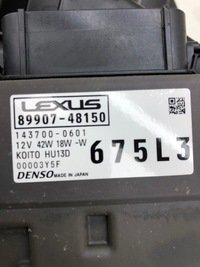 LEXUS
89907-48150
143700-0601
12V 42W 18W -W
KOITO HU13D
00003Y5F
675L3
DENSO MADE IN JAPAN